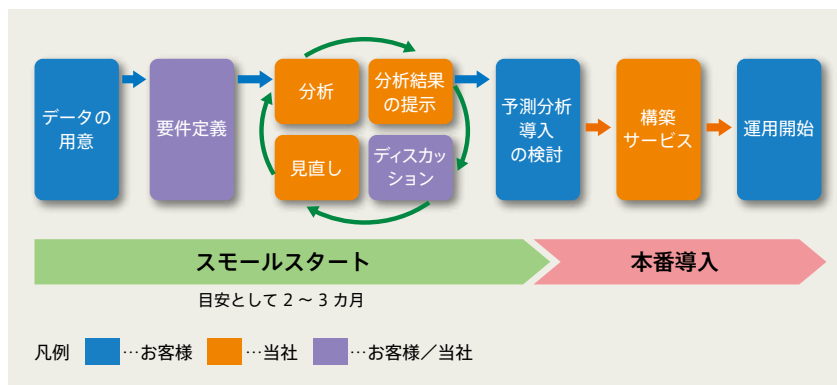 データの
用意
要件定義
分析
分析結果
の提示
見直し
ディスカッ
ション
予測分析
導入
の検討
構築
サービス
運用開始
スモールスタート
本番導入
目安として 2 ～ 3 カ月
凡例 …お客様 …当社 …お客様／当社